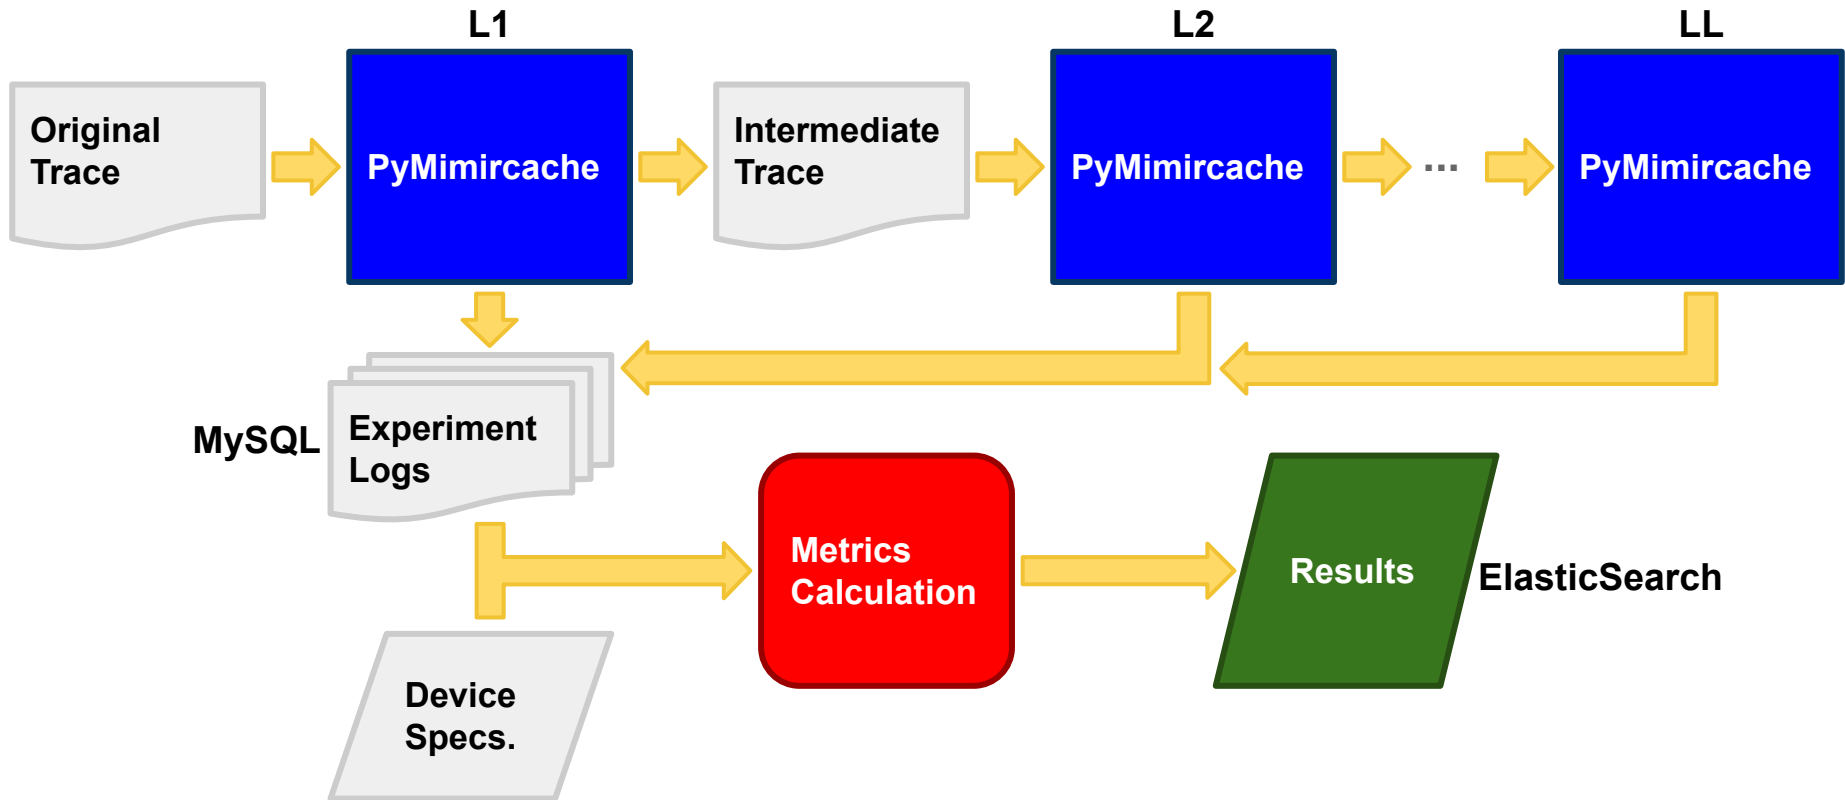 L1
L2
LL
Original
Trace
PyMimircache
Intermediate
Trace
PyMimircache
...
PyMimircache
MySQL
Experiment
Logs
Metrics
Calculation
Results
ElasticSearch
Device
Specs.